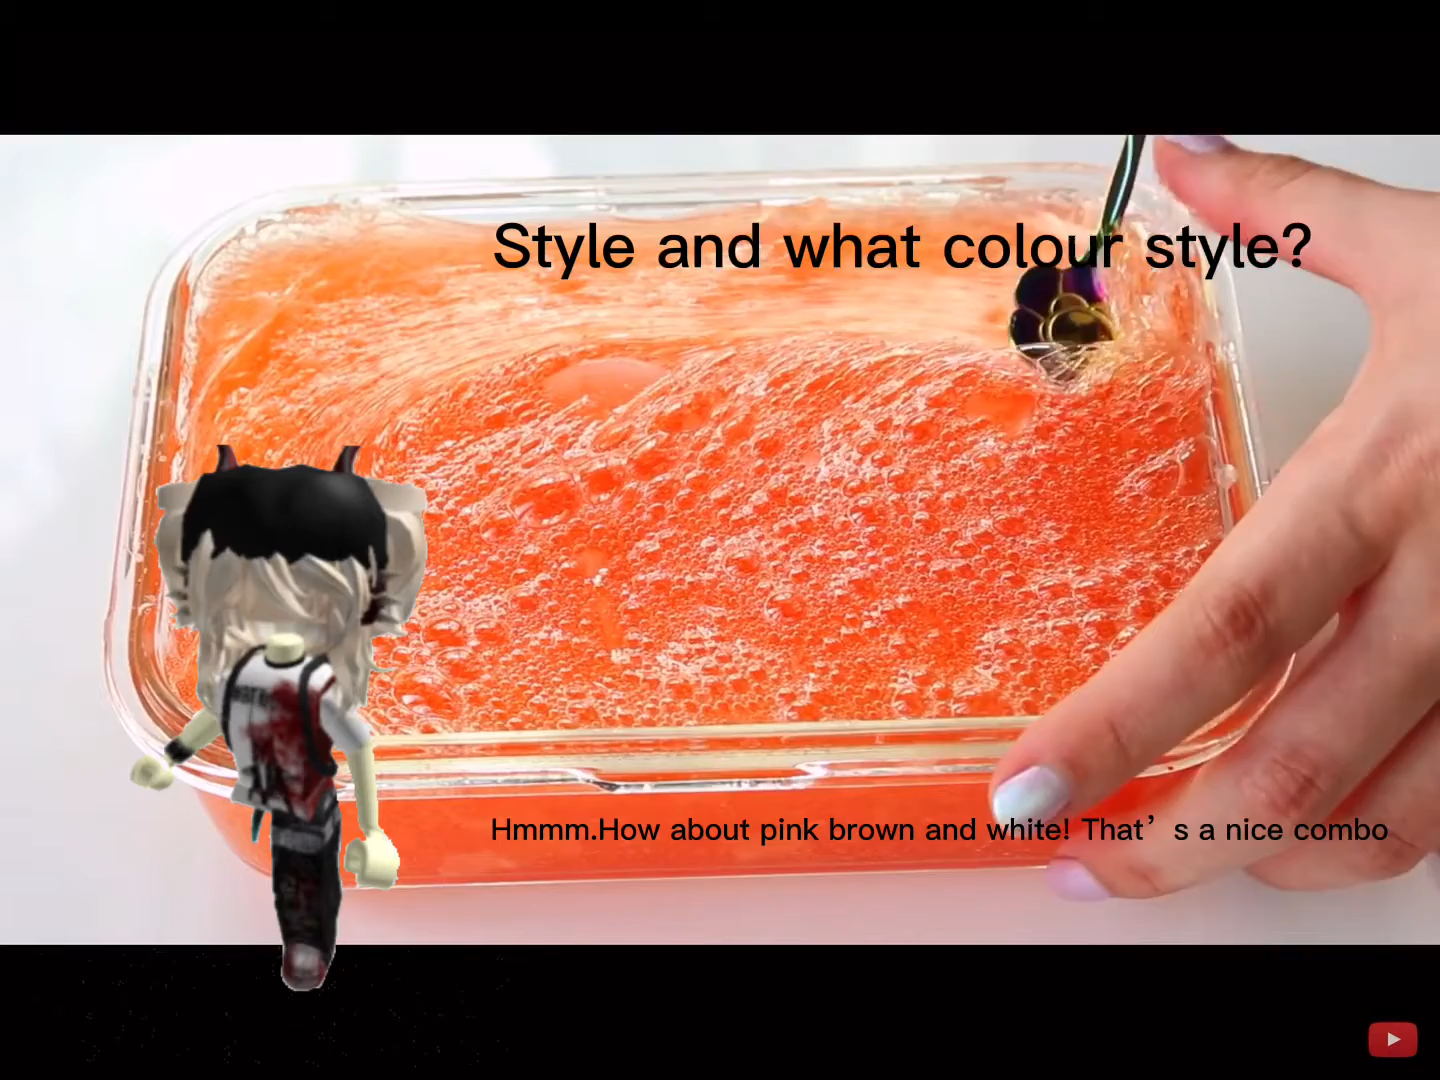 Style and what colour style?
Hmmm.How about pink brown and white! That’s a nice combo